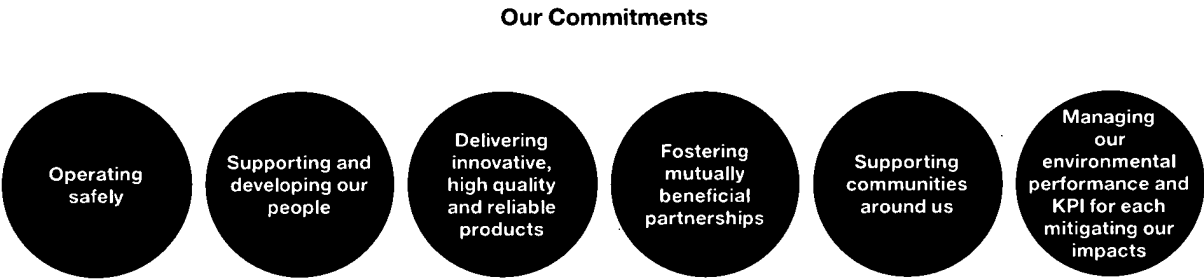 Our Commitments
Operating
safely
Supporting and
developing our
people
Delivering
innovative,
high quality
and reliable
products
Fostering
mutually
beneficial
partnerships
Supporting
communities
around us
Managing
our
environmental
performance and
KPI for each
mitigating our
impacts